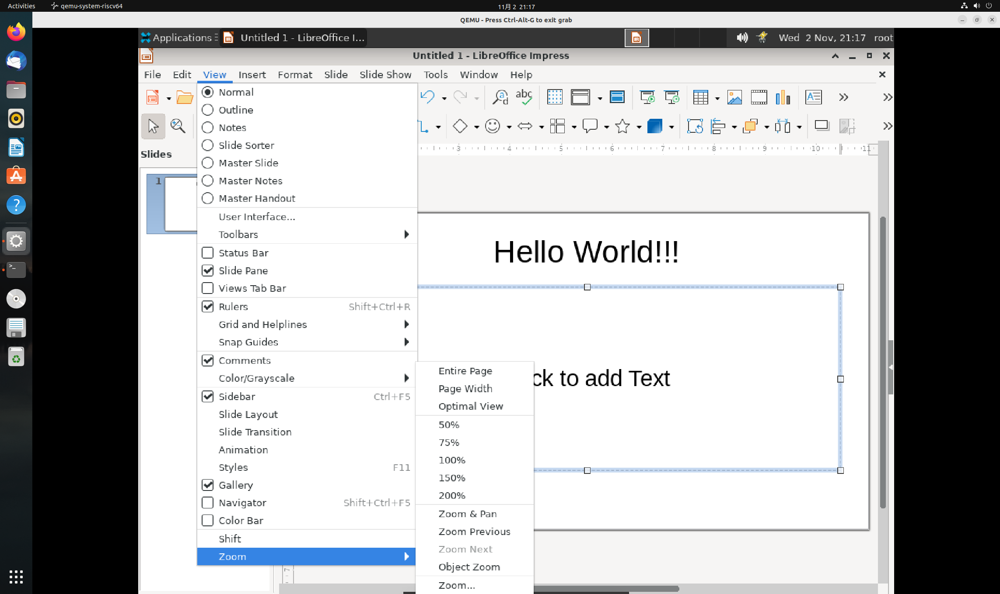 Activities
qemu-system-riscv64
11月 2 21:17
QEMU - Press Ctrl-Alt-G to exit grab
Applications
Untitled 1 - LibreOffice I...
Wed 2 Nov, 21:17
root
Untitled 1 - LibreOffice Impress
File Edit View Insert Format Slide Slide Show Tools Window Help
Slides
1
Normal
Outline
Notes
Slide Sorter
Master Slide
Master Notes
Master Handout
User Interface...
Toolbars
Status Bar
Slide Pane
Views Tab Bar
Rulers Shift+Ctrl+R
Grid and Helplines
Snap Guides
Comments
Color/Grayscale
Sidebar Ctrl+F5
Slide Layout
Slide Transition
Animation
Styles F11
Gallery
Navigator Shift+Ctrl+F5
Color Bar
Shift
Zoom
Entire Page
Page Width
Optimal View
50%
75%
100%
150%
200%
Zoom & Pan
Zoom Previous
Zoom Next
Object Zoom
Zoom...
abc
3 4 5 6 7 8 9 10 11
Hello World!!!
ck to add Text
7